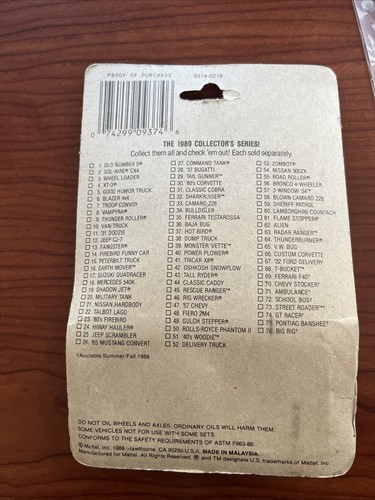 PROOF OF PURCHASE 9374-0219
0 74299 09374 6
THE 1989 COLLECTOR'S SERIES!
Collect them all and check 'em out! Each sold separately.
1. OLD NUMBER 5®
2. SOL-AIRE® CX4
3. WHEEL LOADER
4. XT-3®
5. GOOD HUMOR TRUCK
6. BLAZER 4x4
7. TROOP CONVOY
8. VAMPYRA®
9. THUNDER ROLLER®
10. VAN-TRUCK
11. '31 DOOZIE
12. JEEP CJ-7
13. FANGSTER®
14. FIREBIRD FUNNY CAR
15. PETERBILT TRUCK
16. EARTH MOVER™
17. SUZUKI QUADRACER
18. MERCEDES 540K
19. SHADOW JET®
20. MILITARY TANK
21. NISSAN HARDBODY
22. TALBOT LAGO
23. '80's FIREBIRD
24. HIWAY HAULER®
25. JEEP SCRAMBLER
26. '65 MUSTANG CONVERT
27. COMMAND TANK®
28. '37 BUGATTI
29. TAIL GUNNER®
30. '80's CORVETTE
31. CLASSIC COBRA
32. SHARKRUISER®
33. CAMARO Z28
34. BULLDOZER
35. FERRARI TESTAROSSA
36. BAJA BUG
37. HOT BIRD®
38. DUMP TRUCK
39. MONSTER 'VETTE™
40. POWER PLOWER®
41. TRICAR X8®
42. OSHKOSH SNOWPLOW
43. TALL RYDER®
44. CLASSIC CADDY
45. RESCUE RANGER™
46. RIG WRECKER®
47. '57 CHEVY
48. FIERO 2M4
49. GULCH STEPPER®
50. ROLLS-ROYCE PHANTOM II
51. '40's WOODIE™
52. DELIVERY TRUCK
53. ZOMBOT®
54. NISSAN 300ZX
55. ROAD ROLLER®
56. BRONCO 4-WHEELER
57. 3-WINDOW '34™
58. BLOWN CAMARO Z28
59. SHERIFF PATROL
60. LAMBORGHINI COUNTACH
61. FLAME STOPPER®
62. ALIEN
63. RADAR RANGER™
64. THUNDERBURNER®
65. V.W. BUG
66. CUSTOM CORVETTE
67. '32 FORD DELIVERY
68. T-BUCKET™
69. FERRARI F40†
70. CHEVY STOCKER†
71. AMBULANCE†
72. SCHOOL BUS†
73. STREET ROADER™†
74. GT RACER†
75. PONTIAC BANSHEE†
76. BIG RIG†
†Available Summer/Fall 1989.
DO NOT OIL WHEELS AND AXLES. ORDINARY OILS WILL HARM THEM.
SOME VEHICLES NOT FOR USE WITH SOME SETS.
CONFORMS TO THE SAFETY REQUIREMENTS OF ASTM F963-86.
© Mattel, Inc. 1988, Hawthorne, CA 90250 U.S.A. MADE IN MALAYSIA.
Manufactured for Mattel. All Rights Reserved. ® and ™ designate U.S. trademarks of Mattel, Inc.